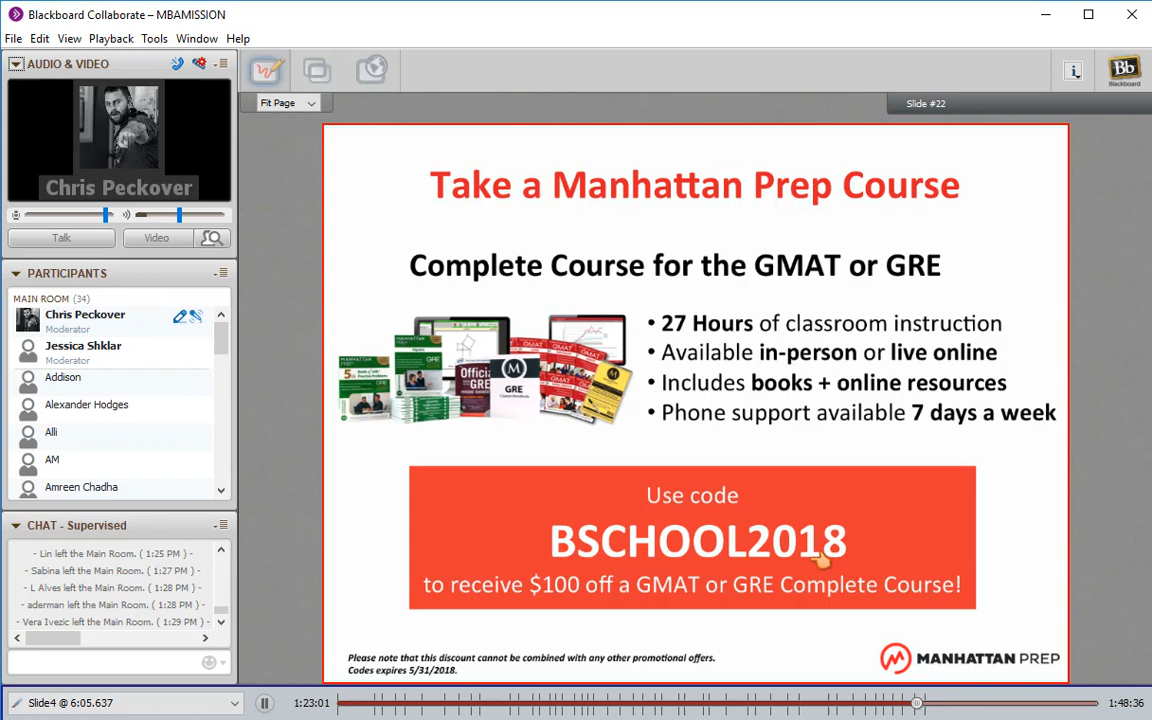 Blackboard Collaborate – MBAMISSION
File Edit View Playback Tools Window Help
AUDIO & VIDEO
Chris Peckover
Talk Video
PARTICIPANTS
MAIN ROOM (34)
Chris Peckover
Moderator
Jessica Shklar
Moderator
Addison
Alexander Hodges
Alli
AM
Amreen Chadha
CHAT - Supervised
- Lin left the Main Room. ( 1:25 PM ) -
- Sabina left the Main Room. ( 1:27 PM ) -
- L Alves left the Main Room. ( 1:28 PM ) -
- aderman left the Main Room. ( 1:28 PM ) -
- Vera Ivezic left the Main Room. ( 1:29 PM ) -
Fit Page
Slide #22
Bb
Blackboard
Take a Manhattan Prep Course
Complete Course for the GMAT or GRE
• 27 Hours of classroom instruction
• Available in-person or live online
• Includes books + online resources
• Phone support available 7 days a week
Use code
BSCHOOL2018
to receive $100 off a GMAT or GRE Complete Course!
Please note that this discount cannot be combined with any other promotional offers.
Codes expires 5/31/2018.
MANHATTAN PREP
Slide4 @ 6:05.637
1:23:01
1:48:36